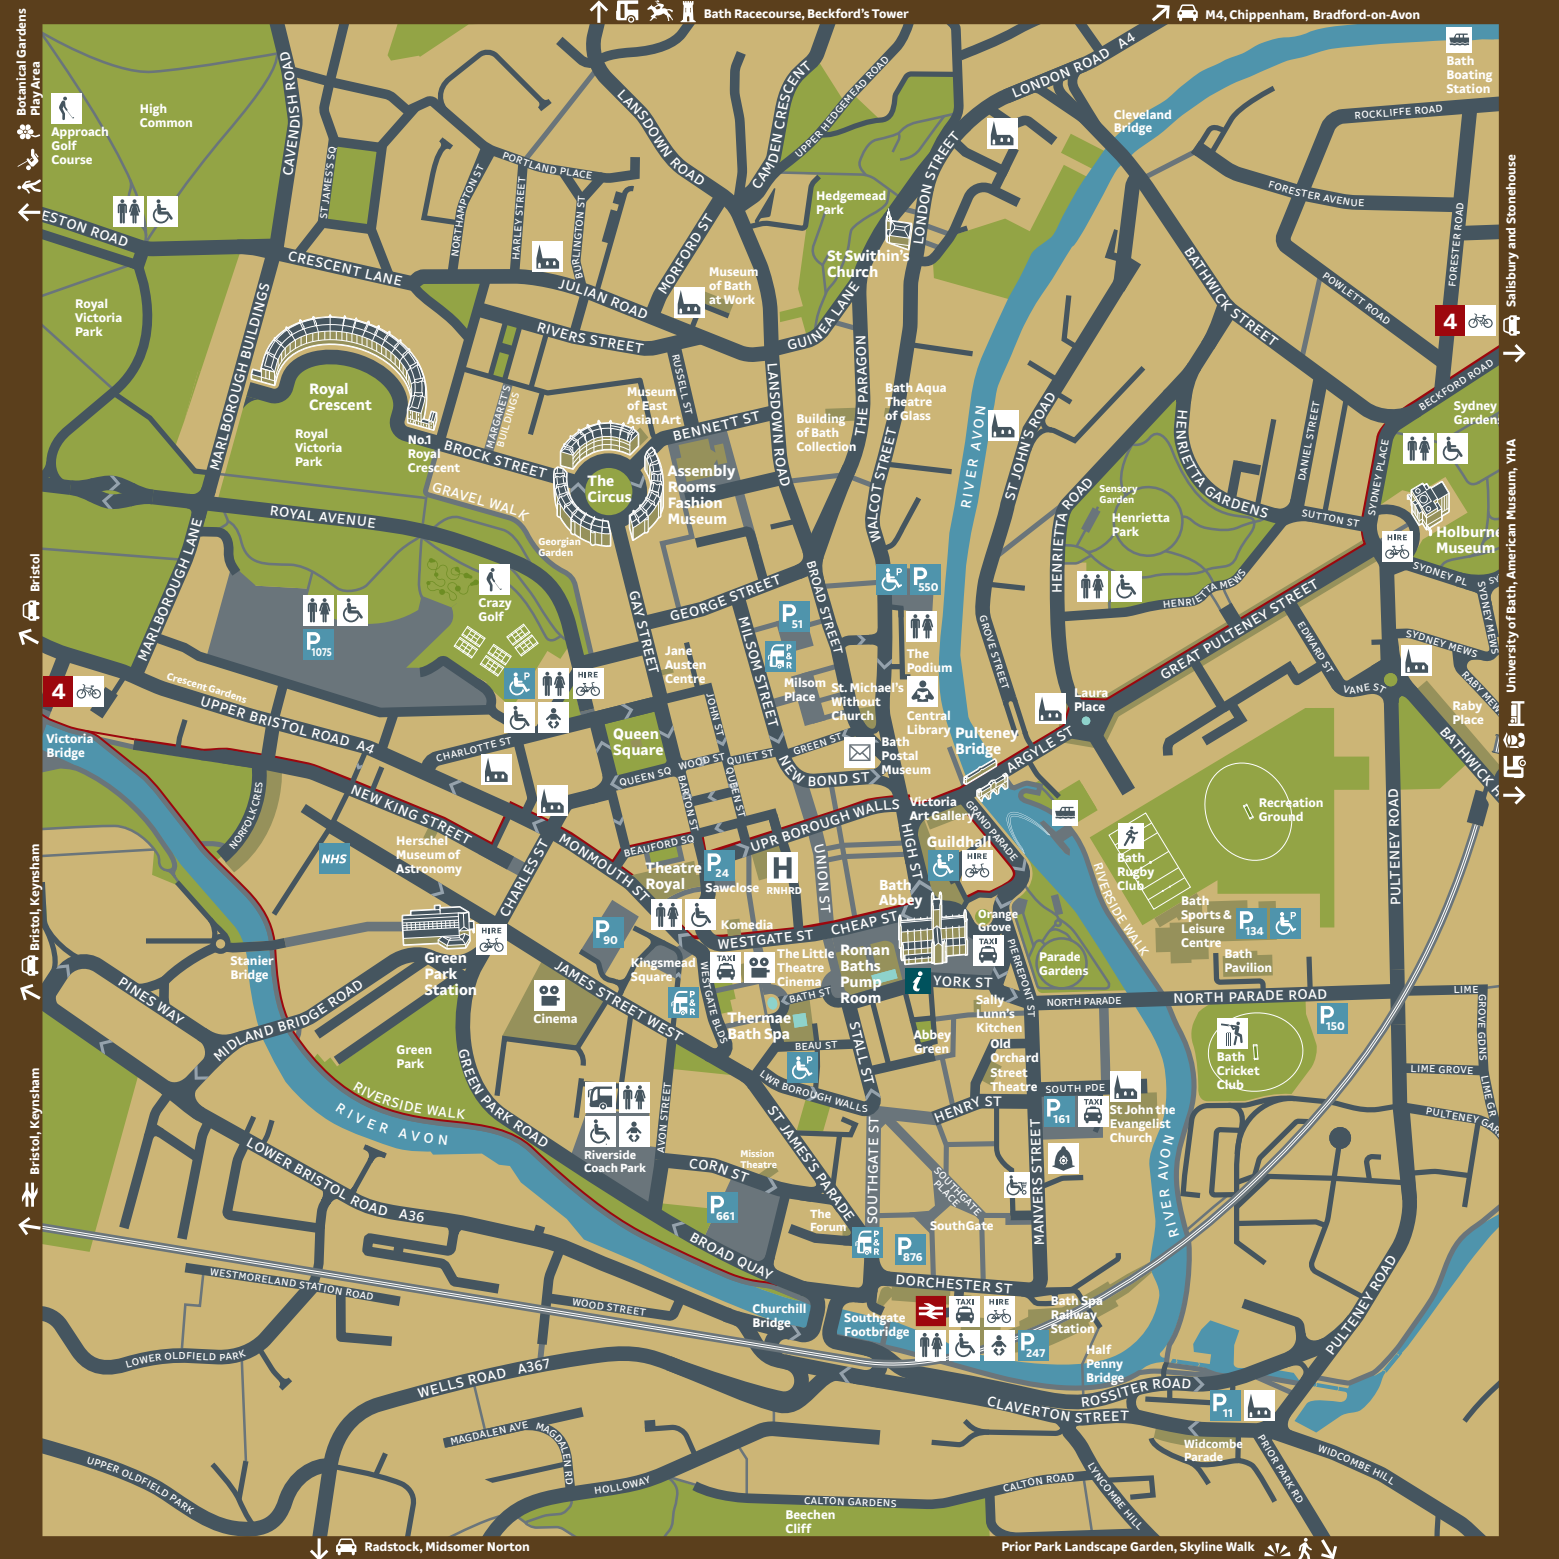 Bath Racecourse, Beckford's Tower
M4, Chippenham, Bradford-on-Avon
Botanical Gardens
Play Area
Bristol
Bristol, Keynsham
Bristol, Keynsham
Salisbury and Stonehouse
University of Bath, American Museum, YHA
Radstock, Midsomer Norton
Prior Park Landscape Garden, Skyline Walk
Approach
Golf
Course
High
Common
CAVENDISH ROAD
ST JAMES'S SQ
PORTLAND PLACE
NORTHAMPTON ST
HARLEY STREET
BURLINGTON ST
LANSDOWN ROAD
CAMDEN CRESCENT
UPPER HEDGEMEAD ROAD
LONDON ROAD A4
LONDON STREET
Cleveland
Bridge
Bath
Boating
Station
ROCKLIFFE ROAD
FORESTER AVENUE
FORESTER ROAD
POWLETT ROAD
BATHWICK STREET
BECKFORD ROAD
4
Sydney
Gardens
ESTON ROAD
CRESCENT LANE
JULIAN ROAD
MORFORD ST
Museum
of Bath
at Work
Hedgemead
Park
St Swithin's
Church
GUINEA LANE
RIVERS STREET
RUSSELL ST
Royal
Victoria
Park
MARLBOROUGH BUILDINGS
Royal
Crescent
Royal
Victoria
Park
No.1
Royal
Crescent
BROCK STREET
MARGARET'S
BUILDINGS
GRAVEL WALK
Museum
of East
Asian Art
BENNETT ST
The
Circus
Assembly
Rooms
Fashion
Museum
LANSDOWN ROAD
Building
of Bath
Collection
THE PARAGON
Bath Aqua
Theatre
of Glass
WALCOT STREET
RIVER AVON
ST JOHN'S ROAD
HENRIETTA ROAD
Sensory
Garden
Henrietta
Park
HENRIETTA GARDENS
HENRIETTA MEWS
DANIEL STREET
SUTTON ST
SYDNEY PLACE
HIRE
Holburne
Museum
SYDNEY PL
SY
SYDNEY MEWS
SYDNEY MEWS
RABY MEW
Raby
Place
BATHWICK H
VANE ST
EDWARD ST
GREAT PULTENEY STREET
ROYAL AVENUE
MARLBOROUGH LANE
Georgian
Garden
Crazy
Golf
P 1075
P
HIRE
Crescent Gardens
UPPER BRISTOL ROAD A4
CHARLOTTE ST
GAY STREET
GEORGE STREET
BROAD STREET
MILSOM STREET
P 51
P&R
P
P 550
The
Podium
Jane
Austen
Centre
Milsom
Place
St. Michael's
Without
Church
Central
Library
GROVE STREET
Laura
Place
ARGYLE ST
Pulteney
Bridge
Bath
Postal
Museum
GREEN ST
NEW BOND ST
JOHN ST
QUIET ST
WOOD ST
QUEEN SQ
QUEEN ST
BARTON ST
Queen
Square
4
Victoria
Bridge
NORFOLK CRES
NEW KING STREET
Herschel
Museum of
Astronomy
NHS
CHARLES ST
MONMOUTH ST
BEAUFORD SQ
UPR BOROUGH WALLS
Theatre
Royal
P 24
Sawclose
H
RNHRD
UNION ST
HIGH ST
Victoria
Art Gallery
Guildhall
P
HIRE
GRAND PARADE
Bath
Abbey
CHEAP ST
WESTGATE ST
Komedia
Orange
Grove
TAXI
PIERREPONT ST
Parade
Gardens
RIVERSIDE WALK
Recreation
Ground
Bath
Rugby
Club
Bath
Sports &
Leisure
Centre
P 134
P
Bath
Pavilion
PULTENEY ROAD
NORTH PARADE
NORTH PARADE ROAD
LIME
GROVE GDNS
P 150
Bath
Cricket
Club
LIME GROVE
LIME GR
PULTENEY GAR
Stanier
Bridge
Green
Park
Station
HIRE
P 90
Kingsmead
Square
TAXI
The Little
Theatre
Cinema
Roman
Baths
Pump
Room
i
YORK ST
Sally
Lunn's
Kitchen
PINES WAY
MIDLAND BRIDGE ROAD
Cinema
JAMES STREET WEST
P&R
WESTGATE BLDS
BATH ST
Thermae
Bath Spa
BEAU ST
P
STALL ST
Abbey
Green
Old
Orchard
Street
Theatre
SOUTH PDE
Green
Park
RIVERSIDE WALK
RIVER AVON
GREEN PARK ROAD
LWR BOROUGH WALLS
HENRY ST
P 161
TAXI
St John the
Evangelist
Church
Riverside
Coach Park
AVON STREET
ST JAMES'S PARADE
CORN ST
Mission
Theatre
SOUTHGATE ST
SOUTHGATE
PLACE
SouthGate
MANVERS STREET
RIVER AVON
LOWER BRISTOL ROAD A36
P 661
The
Forum
P&R
P 876
BROAD QUAY
DORCHESTER ST
WESTMORELAND STATION ROAD
WOOD STREET
Churchill
Bridge
Southgate
Footbridge
TAXI
HIRE
P 247
Bath Spa
Railway
Station
Half
Penny
Bridge
PULTENEY ROAD
LOWER OLDFIELD PARK
WELLS ROAD A367
CLAVERTON STREET
ROSSITER ROAD
P 11
Widcombe
Parade
PRIOR PARK RD
WIDCOMBE HILL
MAGDALEN AVE
MAGDALEN RD
UPPER OLDFIELD PARK
HOLLOWAY
CALTON GARDENS
CALTON ROAD
LYNCOMBE HILL
Beechen
Cliff